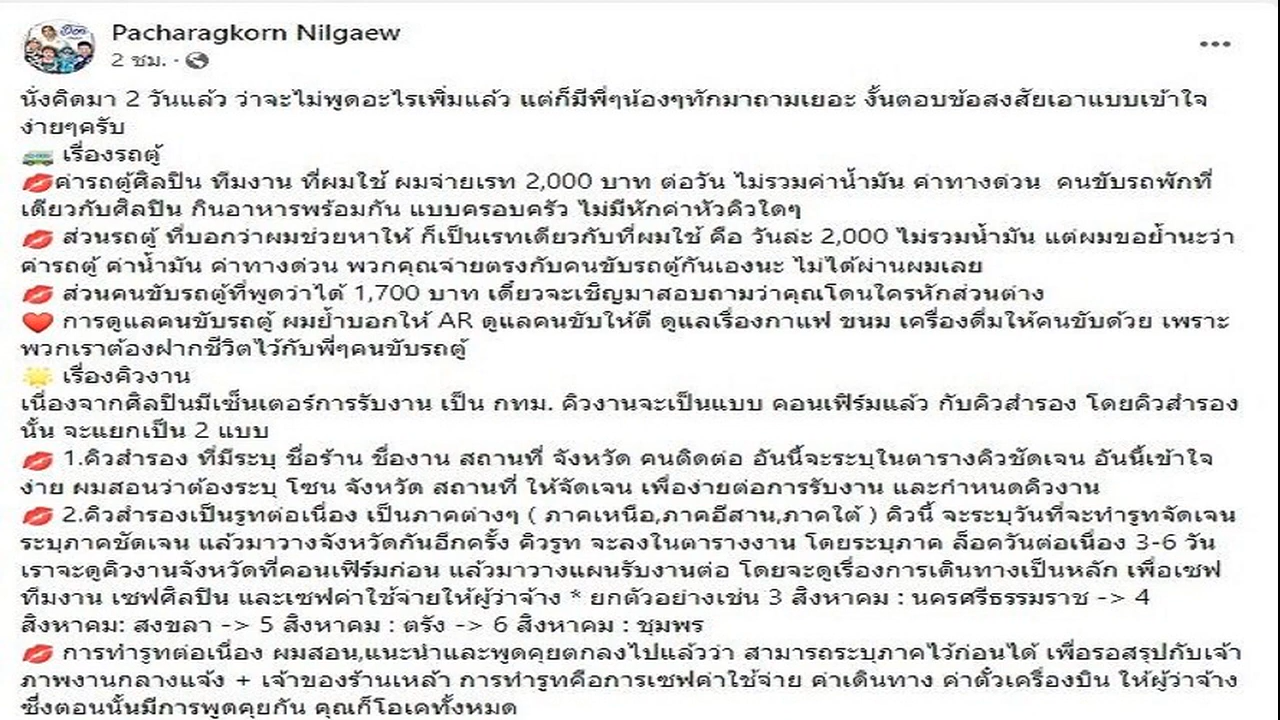 Pacharagkorn Nilgaew
2 ชม. ·
นั่งคิดมา 2 วันแล้ว ว่าจะไม่พูดอะไรเพิ่มแล้ว แต่ก็มีพี่ๆน้องๆทักมาถามเยอะ งั้นตอบข้อสงสัยเอาแบบเข้าใจ
ง่ายๆครับ
🚐 เรื่องรถตู้
💋ค่ารถตู้ศิลปิน ทีมงาน ที่ผมใช้ ผมจ่ายเรท 2,000 บาท ต่อวัน ไม่รวมค่าน้ำมัน ค่าทางด่วน คนขับรถพักที่
เดียวกับศิลปิน กินอาหารพร้อมกัน แบบครอบครัว ไม่มีหักค่าหัวคิวใดๆ
💋 ส่วนรถตู้ ที่บอกว่าผมช่วยหาให้ ก็เป็นเรทเดียวกับที่ผมใช้ คือ วันล่ะ 2,000 ไม่รวมน้ำมัน แต่ผมขอย้ำนะว่า
ค่ารถตู้ ค่าน้ำมัน ค่าทางด่วน พวกคุณจ่ายตรงกับคนขับรถตู้กันเองนะ ไม่ได้ผ่านผมเลย
💋 ส่วนคนขับรถตู้ที่พูดว่าได้ 1,700 บาท เดี๋ยวจะเชิญมาสอบถามว่าคุณโดนใครหักส่วนต่าง
❤️ การดูแลคนขับรถตู้ ผมย้ำบอกให้ AR ดูแลคนขับให้ดี ดูแลเรื่องกาแฟ ขนม เครื่องดื่มให้คนขับด้วย เพราะ
พวกเราต้องฝากชีวิตไว้กับพี่ๆคนขับรถตู้
🌟 เรื่องคิวงาน
เนื่องจากศิลปินมีเซ็นเตอร์การรับงาน เป็น กทม. คิวงานจะเป็นแบบ คอนเฟิร์มแล้ว กับคิวสำรอง โดยคิวสำรอง
นั้น จะแยกเป็น 2 แบบ
💋 1.คิวสำรอง ที่มีระบุ ชื่อร้าน ชื่องาน สถานที่ จังหวัด คนติดต่อ อันนี้จะระบุในตารางคิวชัดเจน อันนี้เข้าใจ
ง่าย ผมสอนว่าต้องระบุ โซน จังหวัด สถานที่ ให้จัดเจน เพื่อง่ายต่อการรับงาน และกำหนดคิวงาน
💋 2.คิวสำรองเป็นรูทต่อเนื่อง เป็นภาคต่างๆ ( ภาคเหนือ,ภาคอีสาน,ภาคใต้ ) คิวนี้ จะระบุวันที่จะทำรูทจัดเจน
ระบุภาคชัดเจน แล้วมาวางจังหวัดกันอีกครั้ง คิวรูท จะลงในตารางงาน โดยระบุภาค ล็อควันต่อเนื่อง 3-6 วัน
เราจะดูคิวงานจังหวัดที่คอนเฟิร์มก่อน แล้วมาวางแผนรับงานต่อ โดยจะดูเรื่องการเดินทางเป็นหลัก เพื่อเซฟ
ทีมงาน เซฟศิลปิน และเซฟค่าใช้จ่ายให้ผู้ว่าจ้าง * ยกตัวอย่างเช่น 3 สิงหาคม : นครศรีธรรมราช -> 4
สิงหาคม: สงขลา -> 5 สิงหาคม : ตรัง -> 6 สิงหาคม : ชุมพร
💋 การทำรูทต่อเนื่อง ผมสอน,แนะนำและพูดคุยตกลงไปแล้วว่า สามารถระบุภาคไว้ก่อนได้ เพื่อรอสรุปกับเจ้า
ภาพงานกลางแจ้ง + เจ้าของร้านเหล้า การทำรูทคือการเซฟค่าใช้จ่าย ค่าเดินทาง ค่าตั๋วเครื่องบิน ให้ผู้ว่าจ้าง
ซึ่งตอนนั้นมีการพูดคุยกัน คุณก็โอเคทั้งหมด